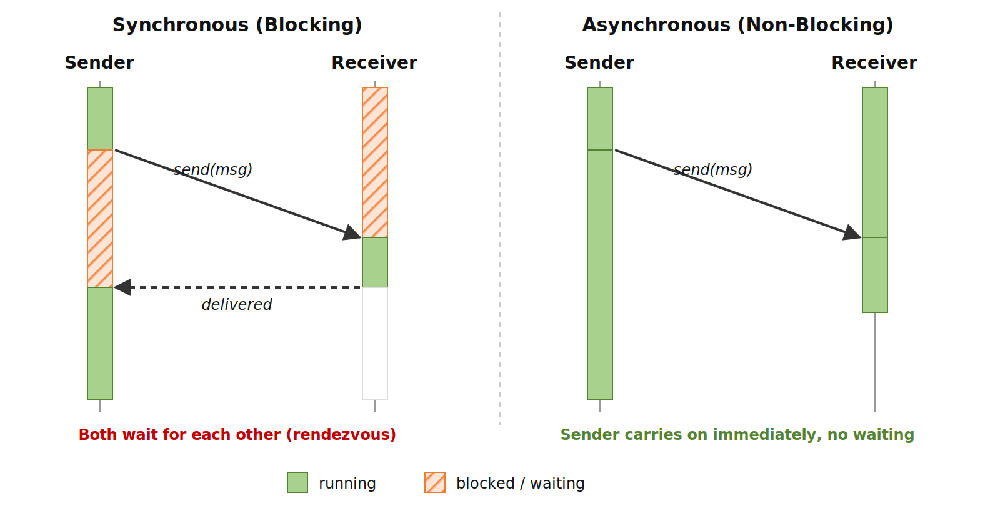 Synchronous (Blocking)
Sender
Receiver
send(msg)
delivered
Both wait for each other (rendezvous)
Asynchronous (Non-Blocking)
Sender
Receiver
send(msg)
Sender carries on immediately, no waiting
running
blocked / waiting